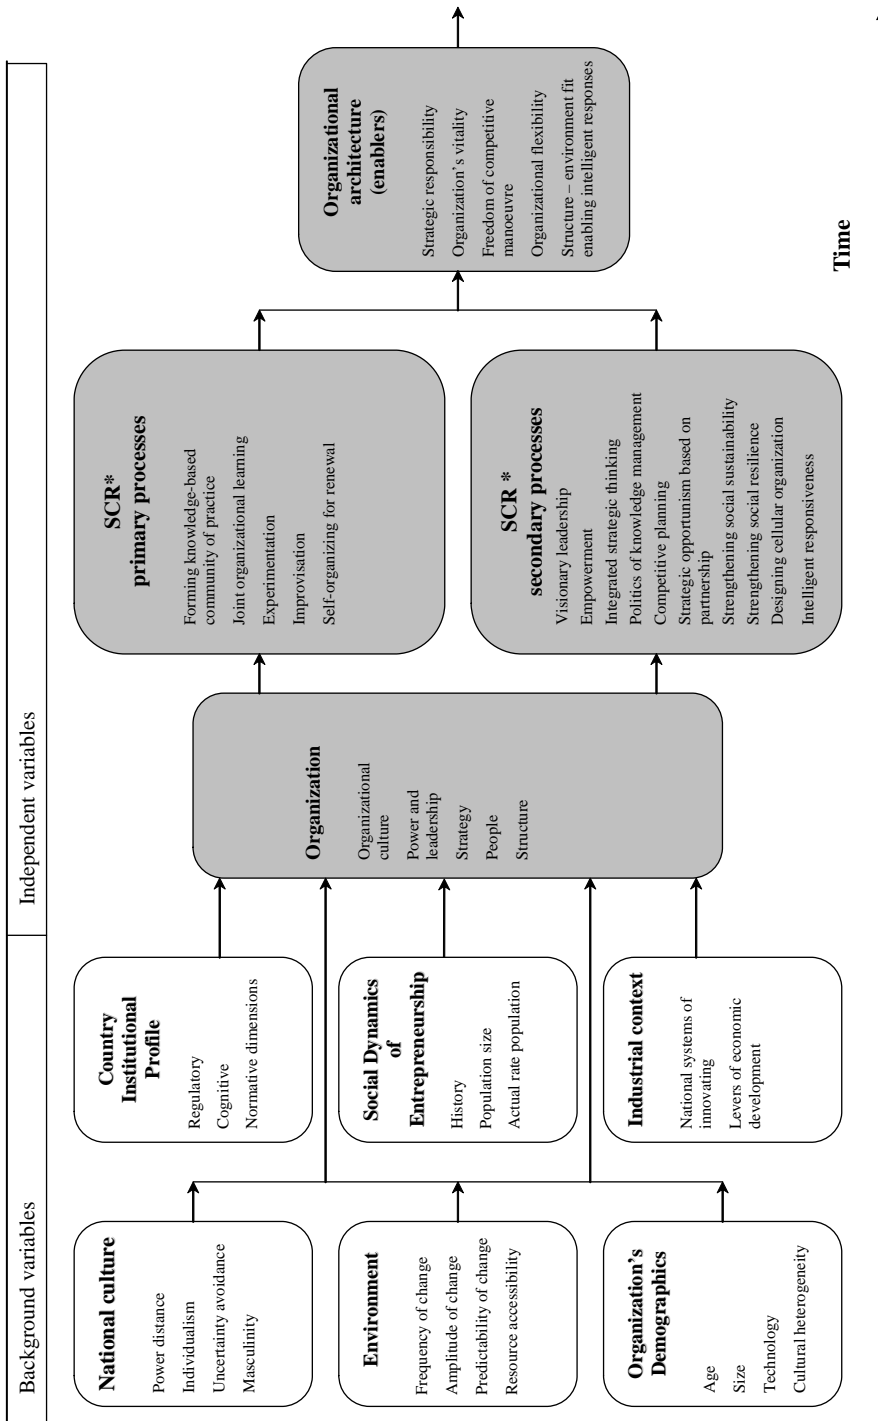 Background variables
Independent variables
National culture
Power distance
Individualism
Uncertainty avoidance
Masculinity
Environment
Frequency of change
Amplitude of change
Predictability of change
Resource accessibility
Organization's
Demographics
Age
Size
Technology
Cultural heterogeneity
Country
Institutional
Profile
Regulatory
Cognitive
Normative dimensions
Social Dynamics
of
Entrepreneurship
History
Population size
Actual rate population
Industrial context
National systems of
innovating
Levers of economic
development
Organization
Organizational
culture
Power and
leadership
Strategy
People
Structure
SCR*
primary processes
Forming knowledge-based
community of practice
Joint organizational learning
Experimentation
Improvisation
Self-organizing for renewal
SCR *
secondary processes
Visionary leadership
Empowerment
Integrated strategic thinking
Politics of knowledge management
Competitive planning
Strategic opportunism based on
partnership
Strengthening social sustainability
Strengthening social resilience
Designing cellular organization
Intelligent responsiveness
Organizational
architecture
(enablers)
Strategic responsibility
Organization's vitality
Freedom of competitive
manoeuvre
Organizational flexibility
Structure – environment fit
enabling intelligent responses
Time